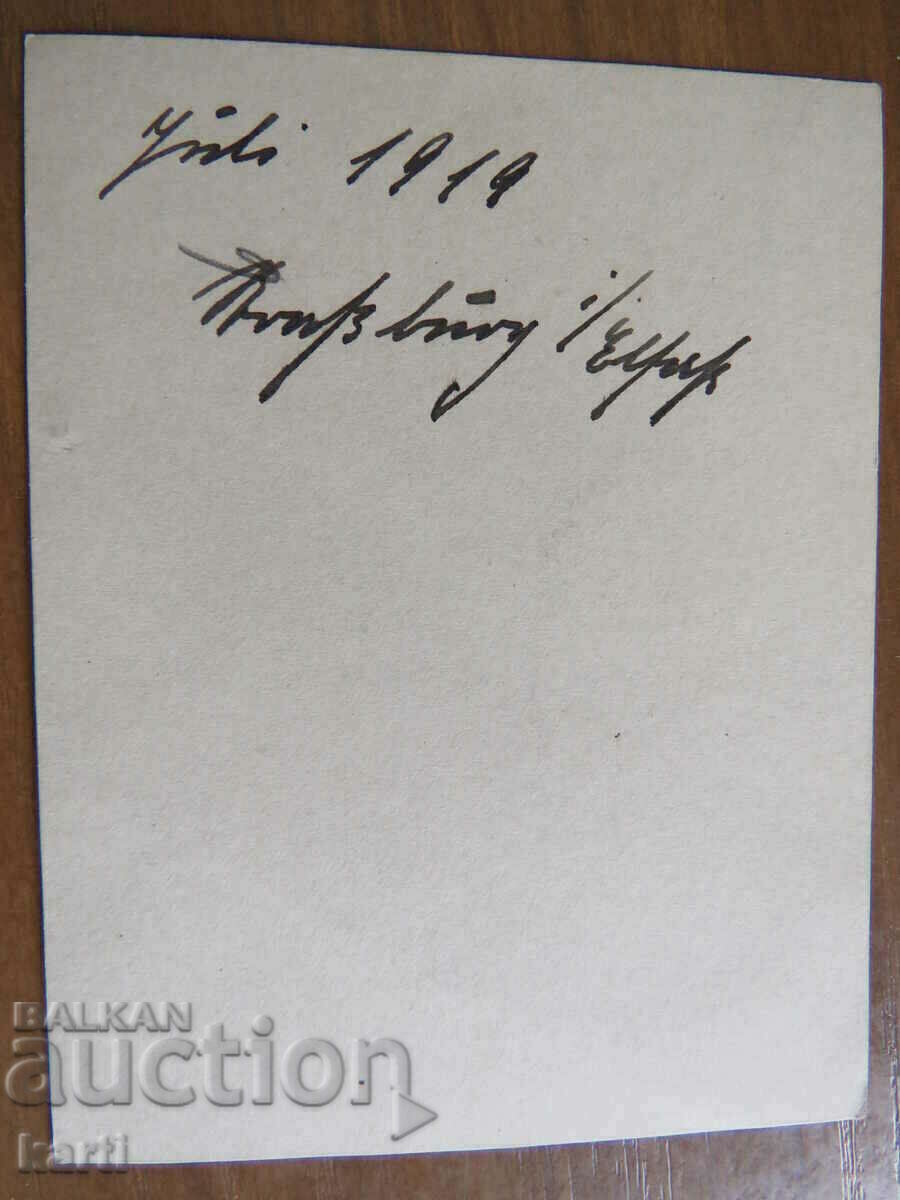 Juli 1919
Straßburg i/Elsaß
BALKAN
auction
karti